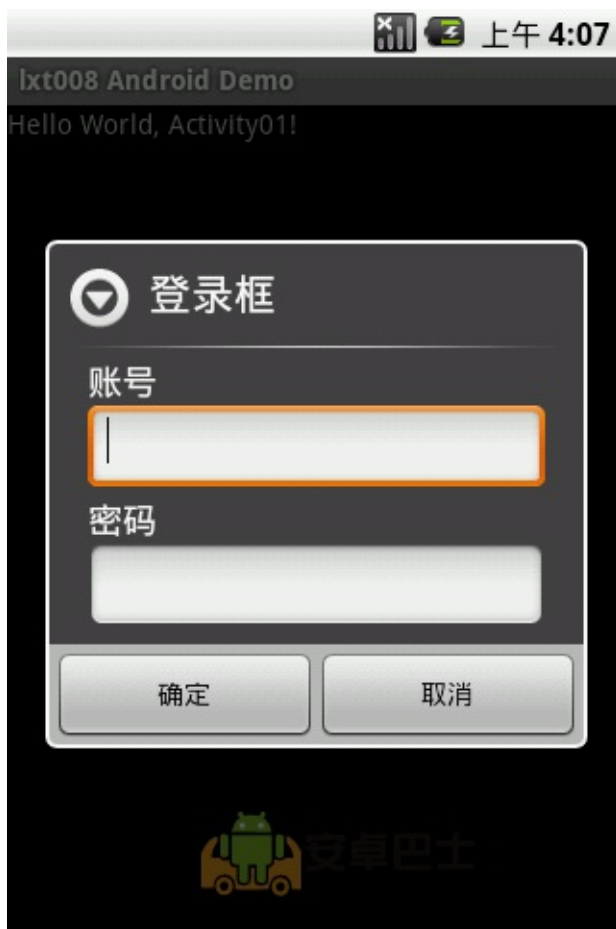 上午 4:07
lxt008 Android Demo
Hello World, Activity01!
登录框
账号
密码
确定
取消
安卓巴士